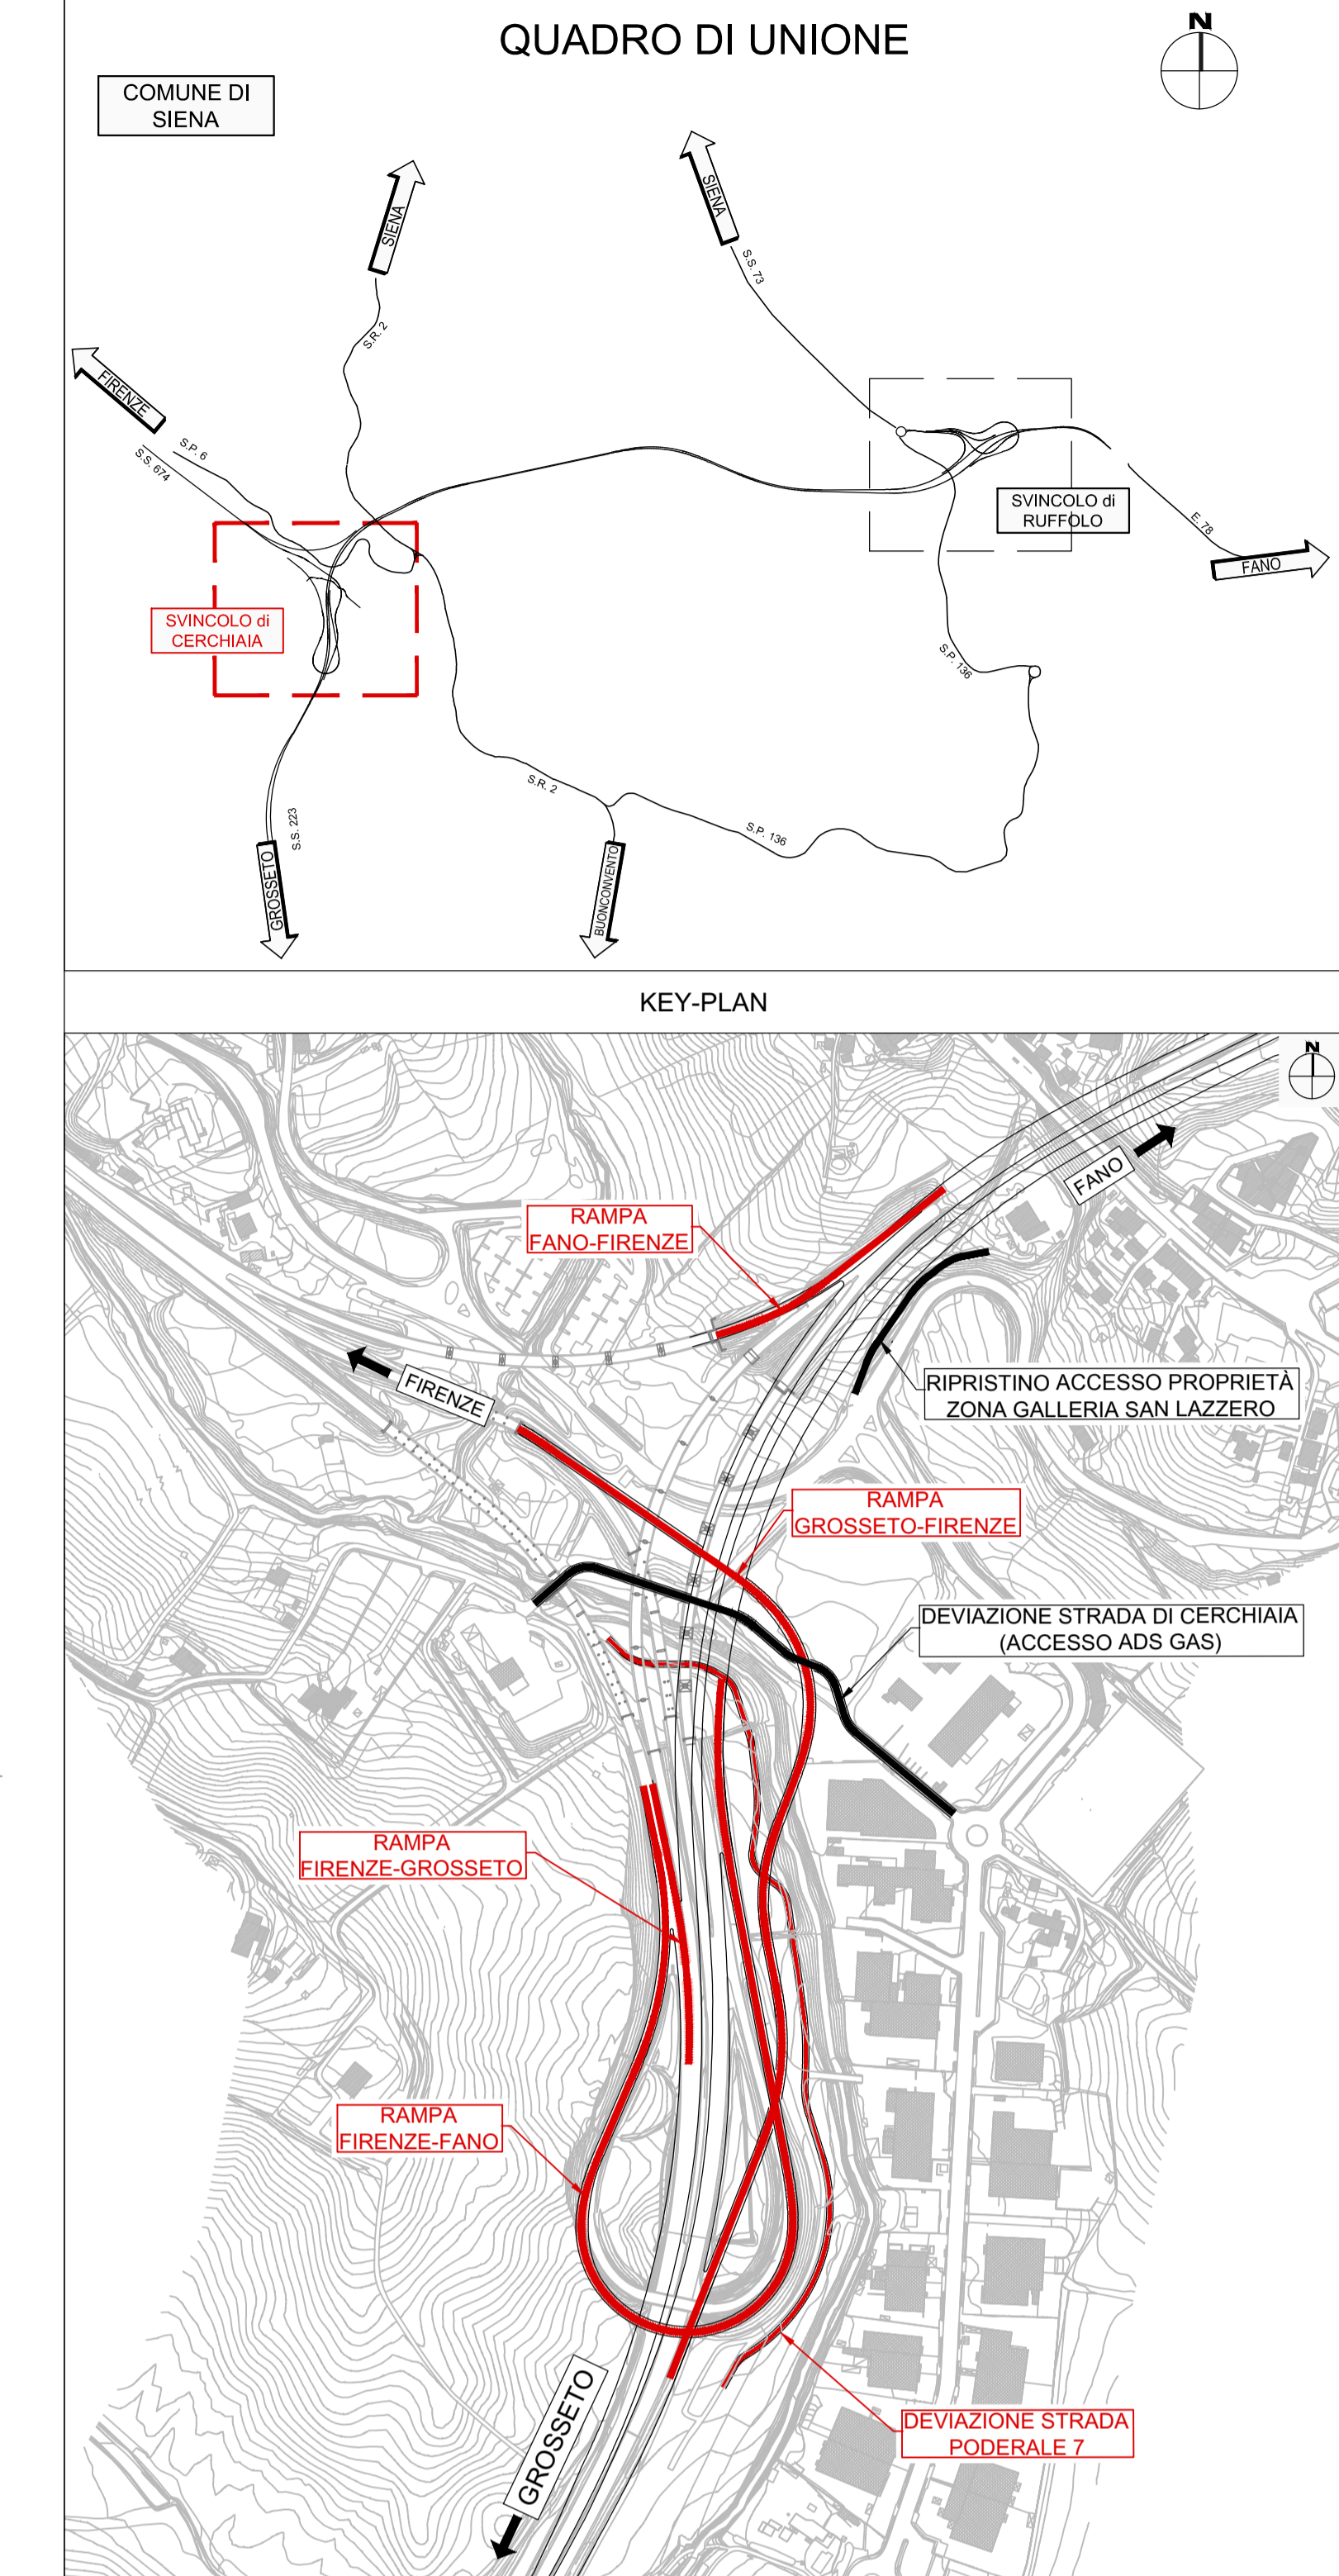 QUADRO DI UNIONE
N
COMUNE DI
SIENA
SIENA
SIENA
S.S. 73
S.R. 2
FIRENZE
S.P. 6
S.S. 674
SVINCOLO di
RUFFOLO
E. 78
FANO
SVINCOLO di
CERCHIAIA
S.P. 136
S.R. 2
S.P. 136
S.S. 223
GROSSETO
BUONCONVENTO
KEY-PLAN
N
FANO
RAMPA
FANO-FIRENZE
FIRENZE
RIPRISTINO ACCESSO PROPRIETÀ
ZONA GALLERIA SAN LAZZERO
RAMPA
GROSSETO-FIRENZE
DEVIAZIONE STRADA DI CERCHIAIA
(ACCESSO ADS GAS)
RAMPA
FIRENZE-GROSSETO
RAMPA
FIRENZE-FANO
GROSSETO
DEVIAZIONE STRADA
PODERALE 7